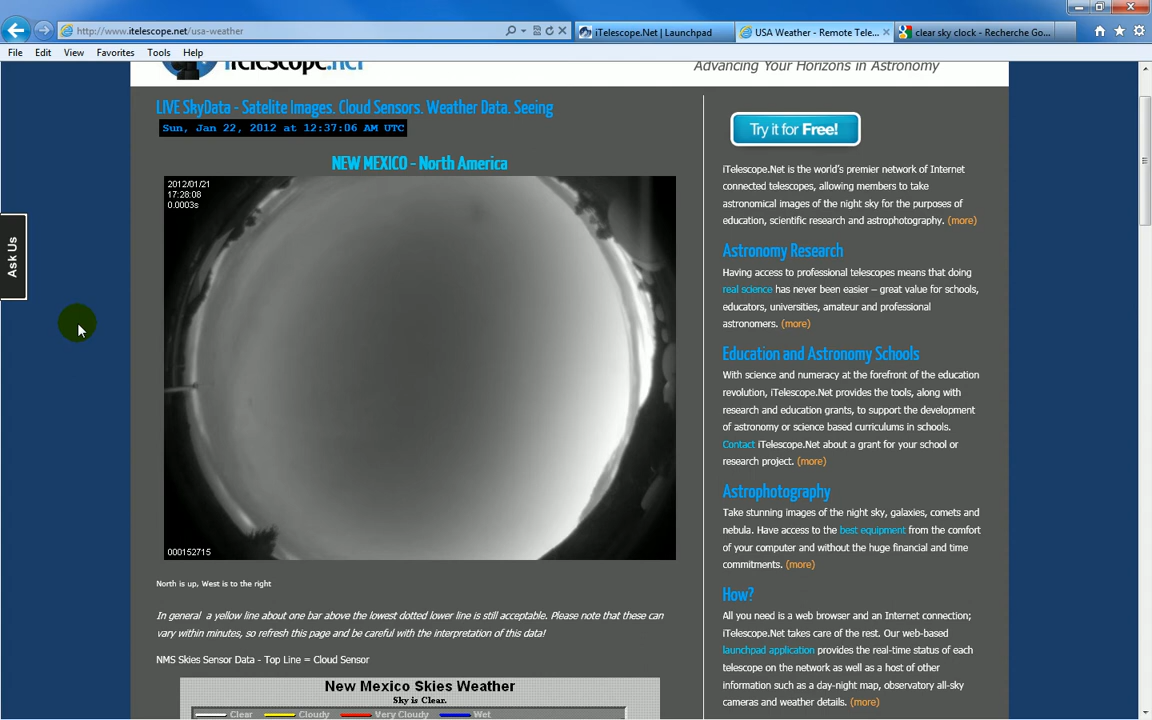 http://www.itelescope.net/usa-weather
iTelescope.Net | Launchpad
USA Weather - Remote Tele...
clear sky clock - Recherche Go...
File Edit View Favorites Tools Help
iTelescope.net
Advancing Your Horizons in Astronomy
LIVE SkyData - Satelite Images. Cloud Sensors. Weather Data. Seeing
Sun, Jan 22, 2012 at 12:37:06 AM UTC
NEW MEXICO - North America
2012/01/21
17:28:08
0.0003s
000152715
North is up, West is to the right
In general a yellow line about one bar above the lowest dotted lower line is still acceptable. Please note that these can
vary within minutes, so refresh this page and be careful with the interpretation of this data!
NMS Skies Sensor Data - Top Line = Cloud Sensor
New Mexico Skies Weather
Sky is Clear.
Clear Cloudy Very Cloudy Wet
Ask Us
Try it for Free!
iTelescope.Net is the world's premier network of Internet
connected telescopes, allowing members to take
astronomical images of the night sky for the purposes of
education, scientific research and astrophotography. (more)
Astronomy Research
Having access to professional telescopes means that doing
real science has never been easier – great value for schools,
educators, universities, amateur and professional
astronomers. (more)
Education and Astronomy Schools
With science and numeracy at the forefront of the education
revolution, iTelescope.Net provides the tools, along with
research and education grants, to support the development
of astronomy or science based curriculums in schools.
Contact iTelescope.Net about a grant for your school or
research project. (more)
Astrophotography
Take stunning images of the night sky, galaxies, comets and
nebula. Have access to the best equipment from the comfort
of your computer and without the huge financial and time
commitments. (more)
How?
All you need is a web browser and an Internet connection;
iTelescope.Net takes care of the rest. Our web-based
launchpad application provides the real-time status of each
telescope on the network as well as a host of other
information such as a day-night map, observatory all-sky
cameras and weather details. (more)